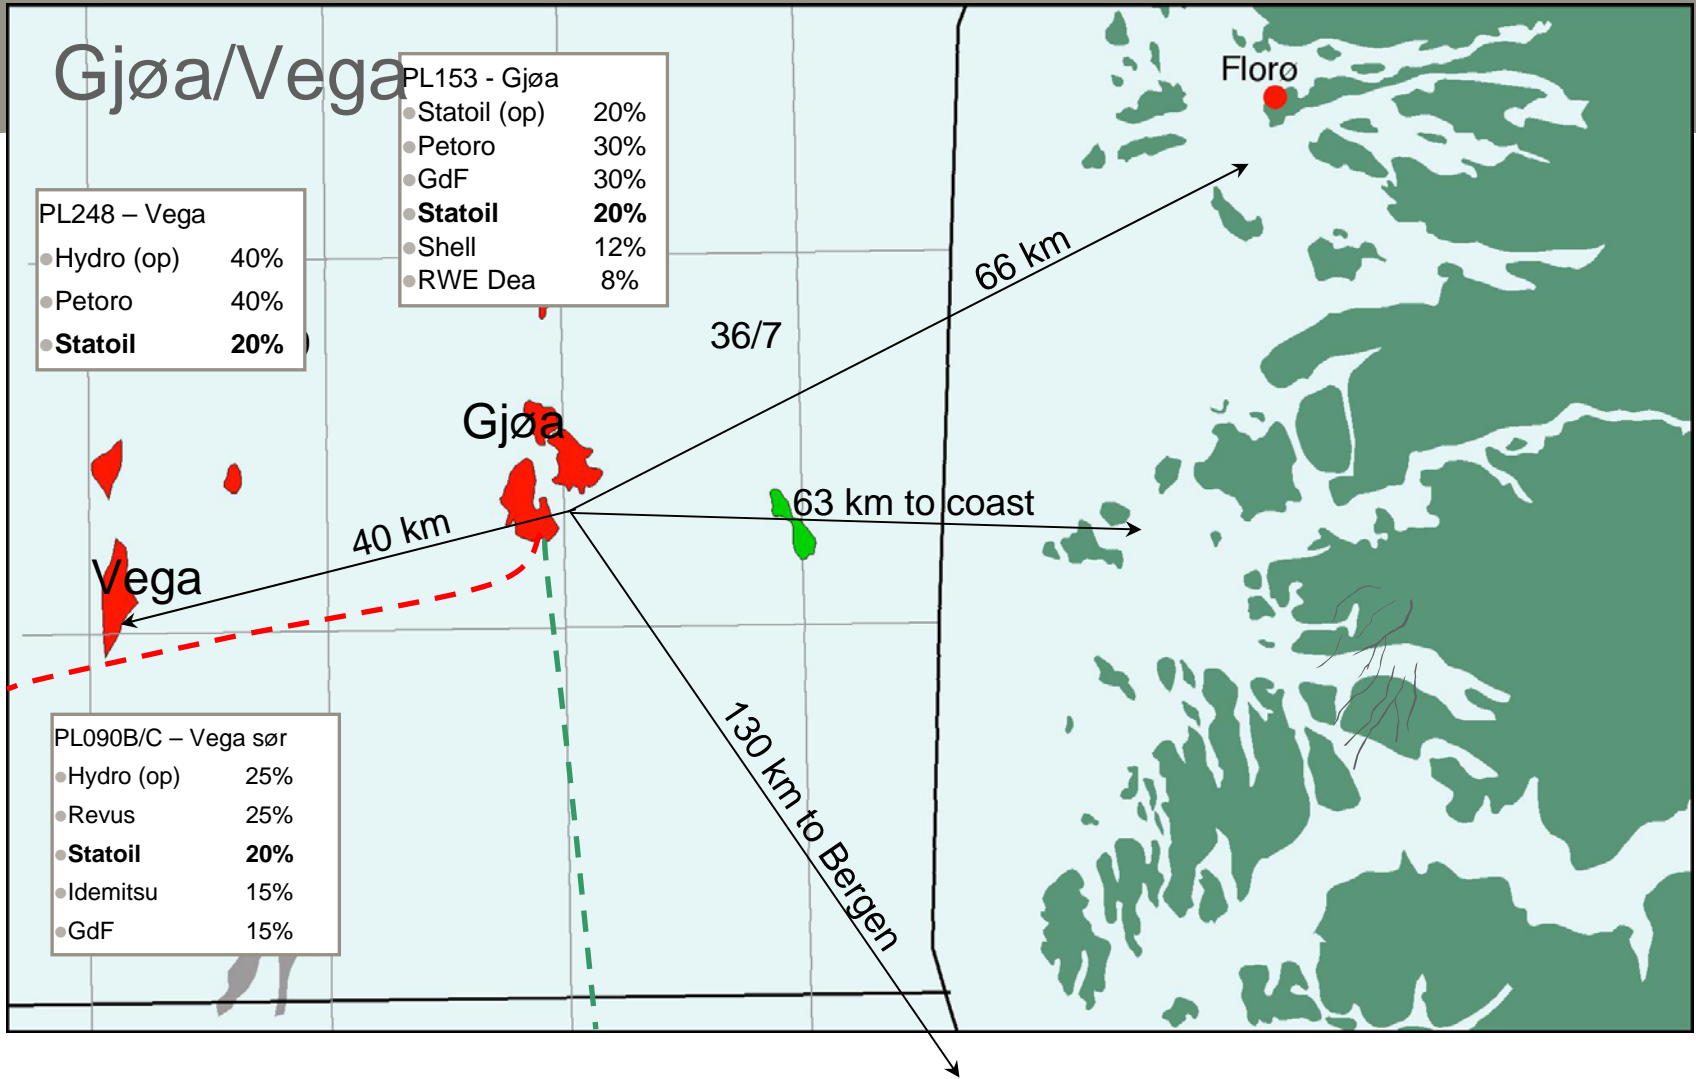 Gjøa/Vega
PL153 - Gjøa
Statoil (op) 20%
Petoro 30%
GdF 30%
Statoil 20%
Shell 12%
RWE Dea 8%
PL248 – Vega
Hydro (op) 40%
Petoro 40%
Statoil 20%
Florø
66 km
36/7
Gjøa
63 km to coast
40 km
Vega
130 km to Bergen
PL090B/C – Vega sør
Hydro (op) 25%
Revus 25%
Statoil 20%
Idemitsu 15%
GdF 15%